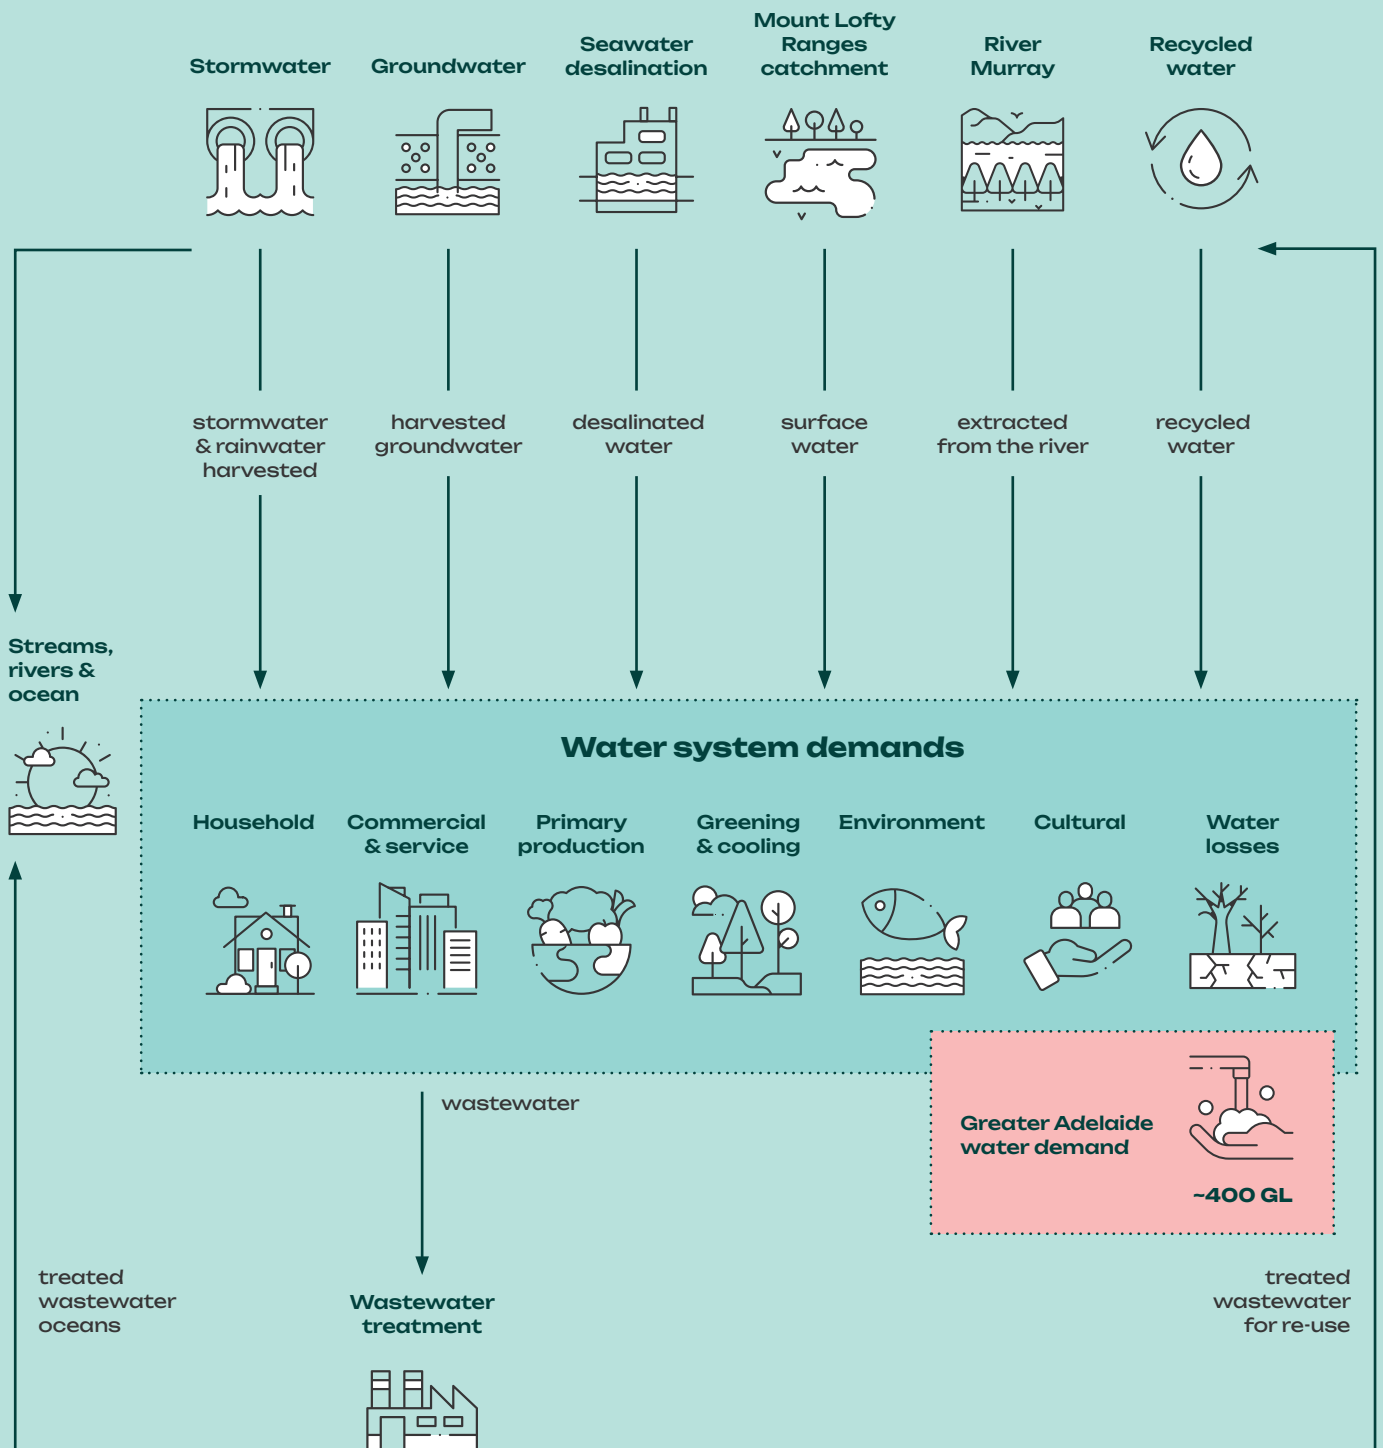 Stormwater
Groundwater
Seawater
desalination
Mount Lofty
Ranges
catchment
River
Murray
Recycled
water
stormwater
& rainwater
harvested
harvested
groundwater
desalinated
water
surface
water
extracted
from the river
recycled
water
Streams,
rivers &
ocean
Water system demands
Household
Commercial
& service
Primary
production
Greening
& cooling
Environment
Cultural
Water
losses
wastewater
Greater Adelaide
water demand
~400 GL
treated
wastewater
oceans
Wastewater
treatment
treated
wastewater
for re-use